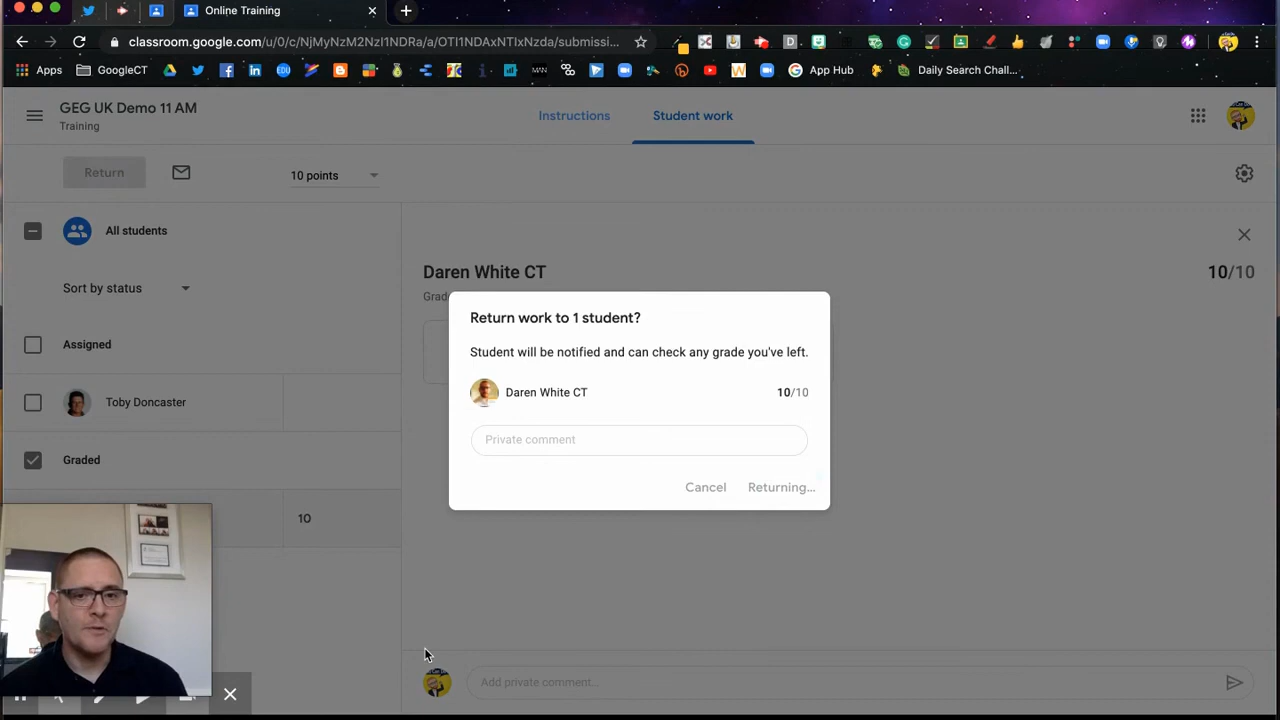 Online Training
classroom.google.com/u/0/c/NjMyNzM2NzI1NDRa/a/OTI1NDAxNTIxNzda/submissi...
Apps
GoogleCT
App Hub
Daily Search Chall...
GEG UK Demo 11 AM
Training
Instructions
Student work
Return
10 points
All students
Sort by status
Daren White CT
10/10
Grad
Assigned
Toby Doncaster
Graded
10
Return work to 1 student?
Student will be notified and can check any grade you've left.
Daren White CT
10/10
Private comment
Cancel
Returning...
Add private comment...